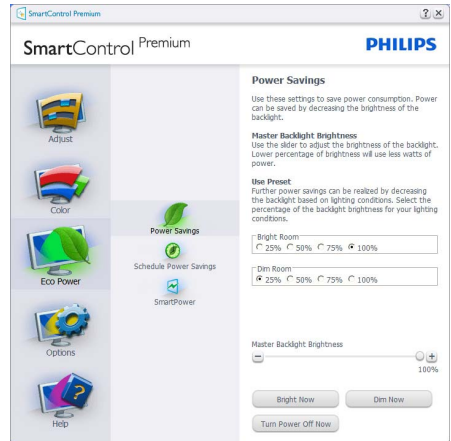 SmartControl Premium
SmartControl Premium
PHILIPS
Adjust
Color
Eco Power
Options
Help
Power Savings
Schedule Power Savings
SmartPower
Power Savings
Use these settings to save power consumption. Power
can be saved by decreasing the brightness of the
backlight.
Master Backlight Brightness
Use the slider to adjust the brightness of the backlight.
Lower percentage of brightness will use less watts of
power.
Use Preset
Further power savings can be realized by decreasing
the backlight based on lighting conditions. Select the
percentage of the backlight brightness for your lighting
conditions.
Bright Room
25% 50% 75% 100%
Dim Room
25% 50% 75% 100%
Master Backlight Brightness
100%
Bright Now Dim Now
Turn Power Off Now